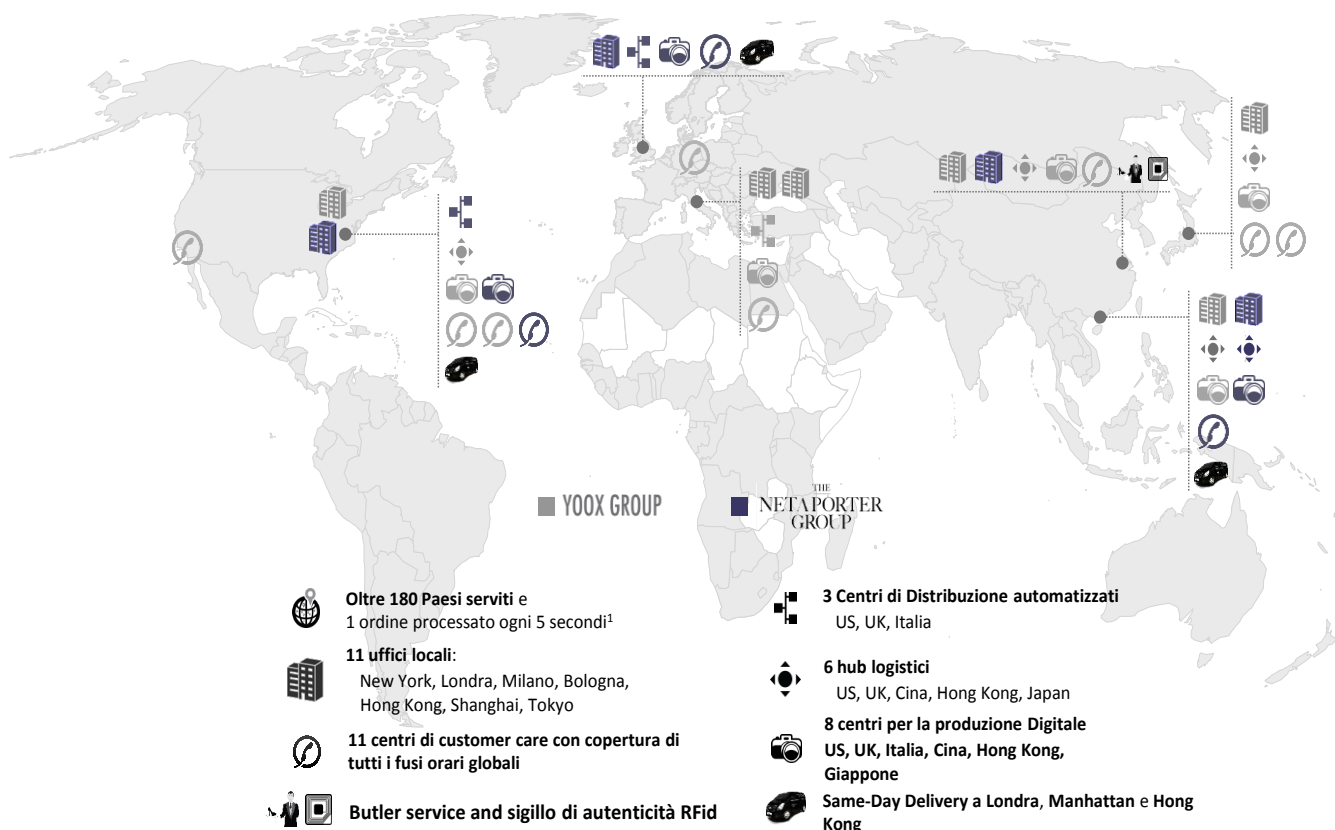 YOOX GROUP
THE
NET A PORTER
GROUP
Oltre 180 Paesi serviti e
1 ordine processato ogni 5 secondi1
11 uffici locali:
New York, Londra, Milano, Bologna,
Hong Kong, Shanghai, Tokyo
11 centri di customer care con copertura di
tutti i fusi orari globali
Butler service and sigillo di autenticità RFid
3 Centri di Distribuzione automatizzati
US, UK, Italia
6 hub logistici
US, UK, Cina, Hong Kong, Japan
8 centri per la produzione Digitale
US, UK, Italia, Cina, Hong Kong,
Giappone
Same-Day Delivery a Londra, Manhattan e Hong
Kong